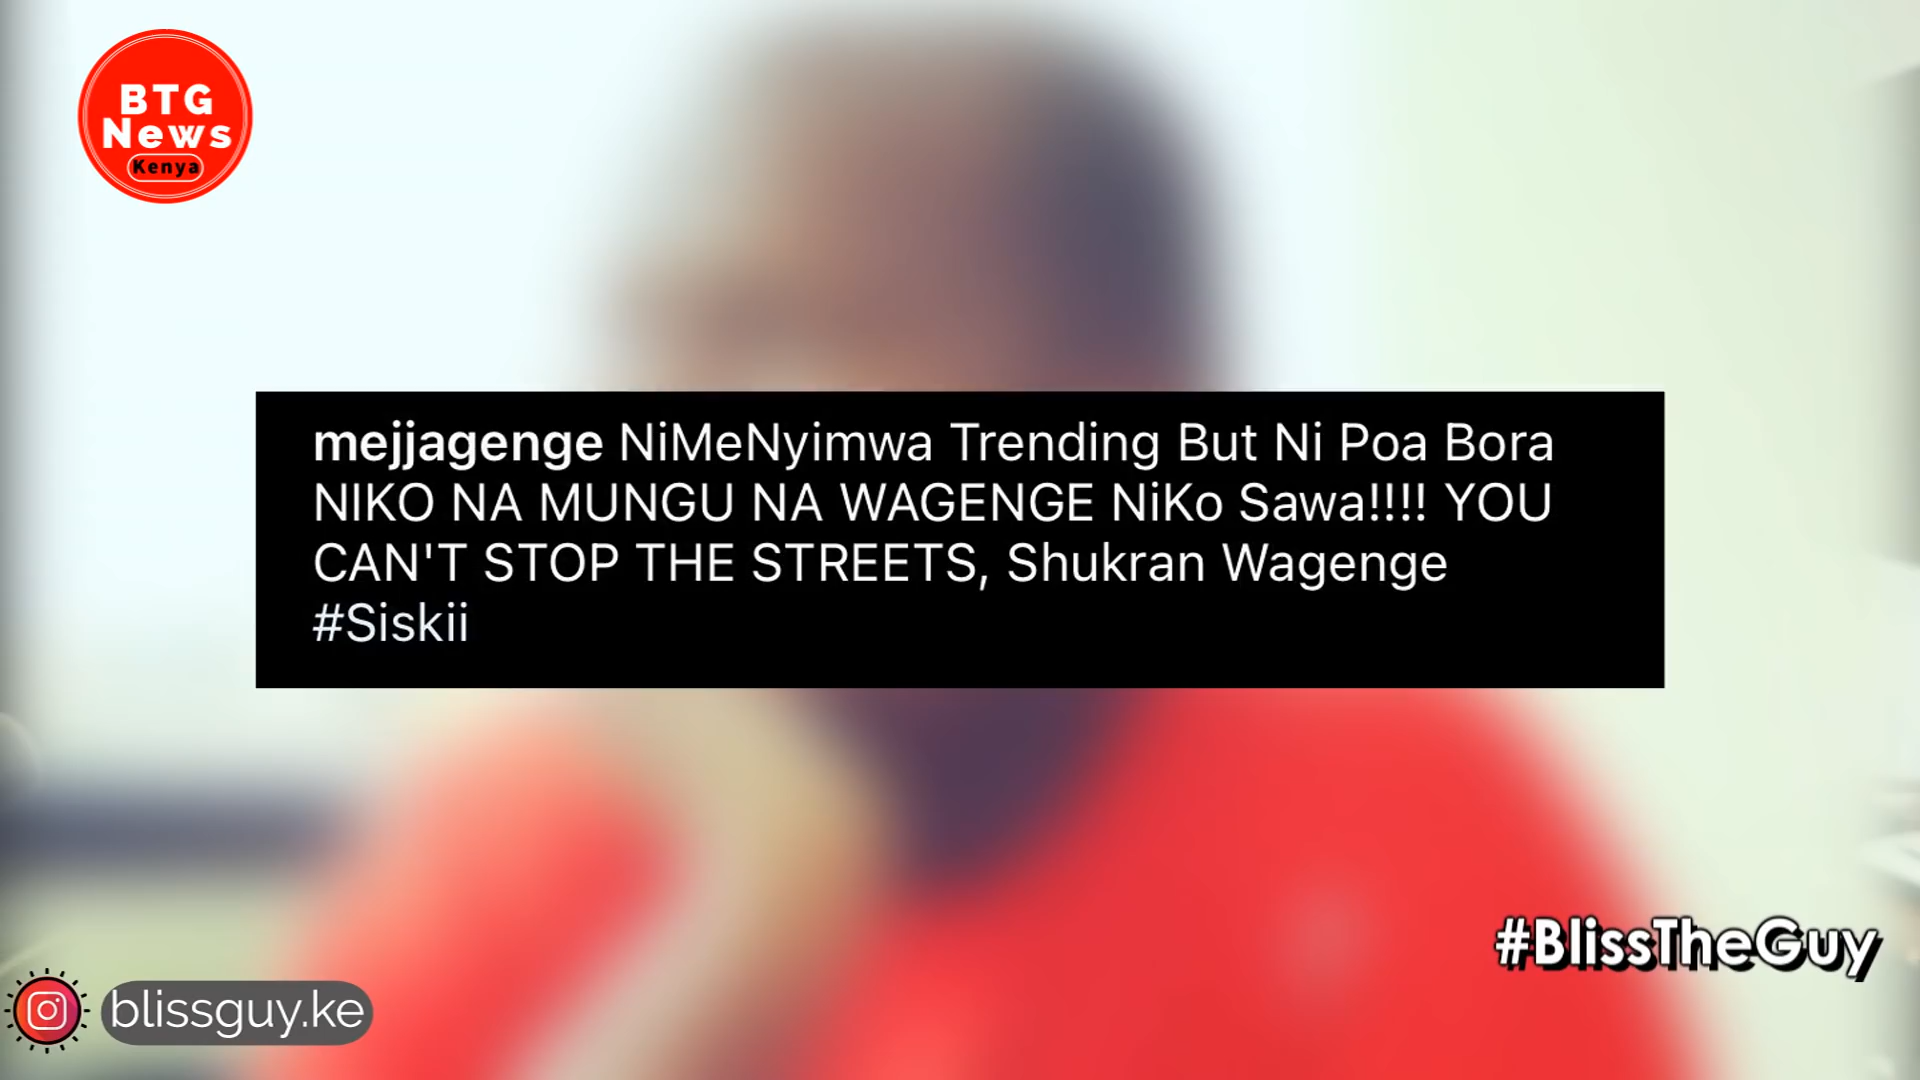 BTG
News
Kenya
mejjagenge NiMeNyimwa Trending But Ni Poa Bora
NIKO NA MUNGU NA WAGENGE NiKo Sawa!!!! YOU
CAN'T STOP THE STREETS, Shukran Wagenge
#Siskii
#BlissTheGuy
blissguy.ke